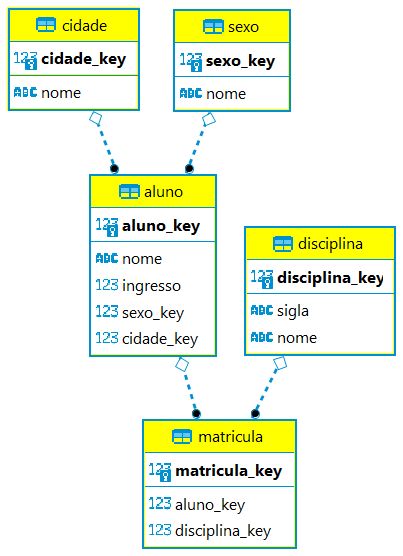 cidade
123 cidade_key
ABC nome
sexo
123 sexo_key
ABC nome
aluno
123 aluno_key
ABC nome
123 ingresso
123 sexo_key
123 cidade_key
disciplina
123 disciplina_key
ABC sigla
ABC nome
matricula
123 matricula_key
123 aluno_key
123 disciplina_key